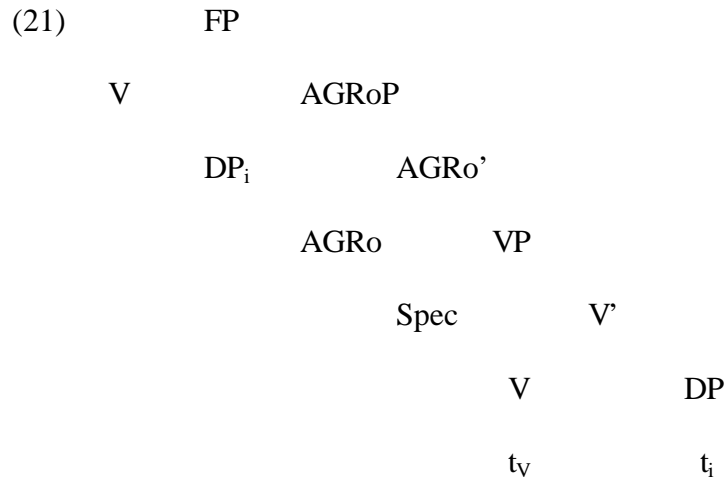 (21) FP
V AGRoP
DPi AGRo’
AGRo VP
Spec V’
V DP
tV ti